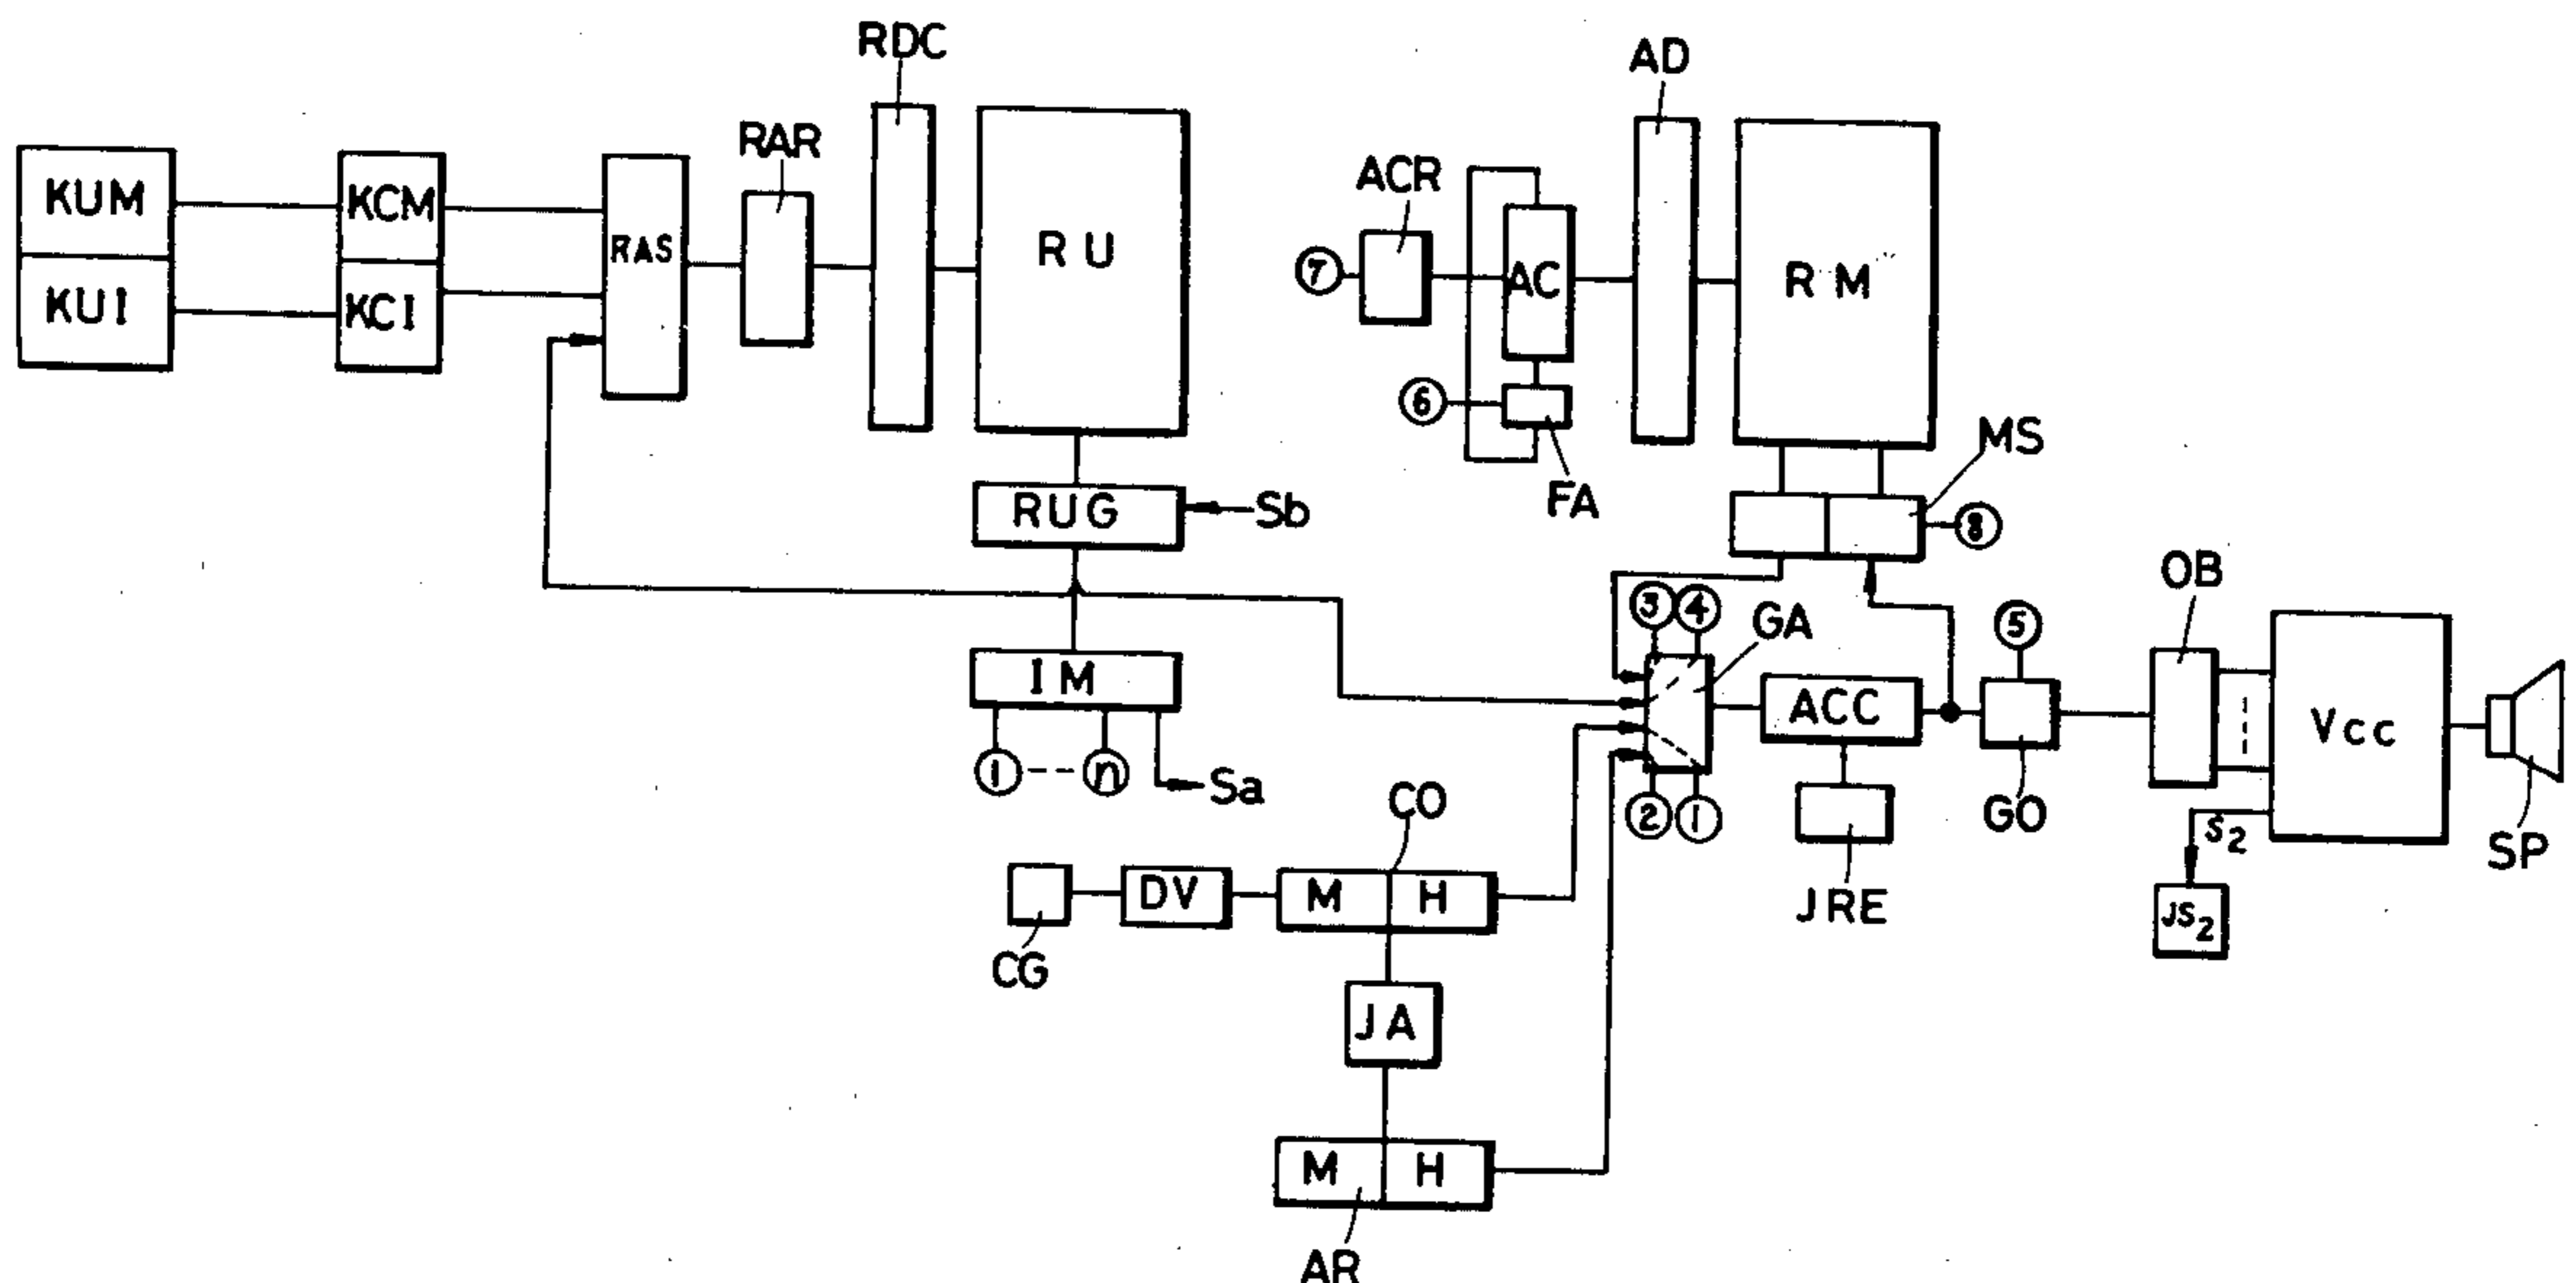 RDC
AD
RAR
ACR
KUM
KCM
RAS
RU
AC
RM
KUI
KCI
7
6
FA
MS
RUG
Sb
8
OB
3
4
GA
5
IM
ACC
Vcc
1
n
Sa
2
1
GO
S2
SP
CO
JRE
JS2
CG
DV
M
H
JA
M
H
AR